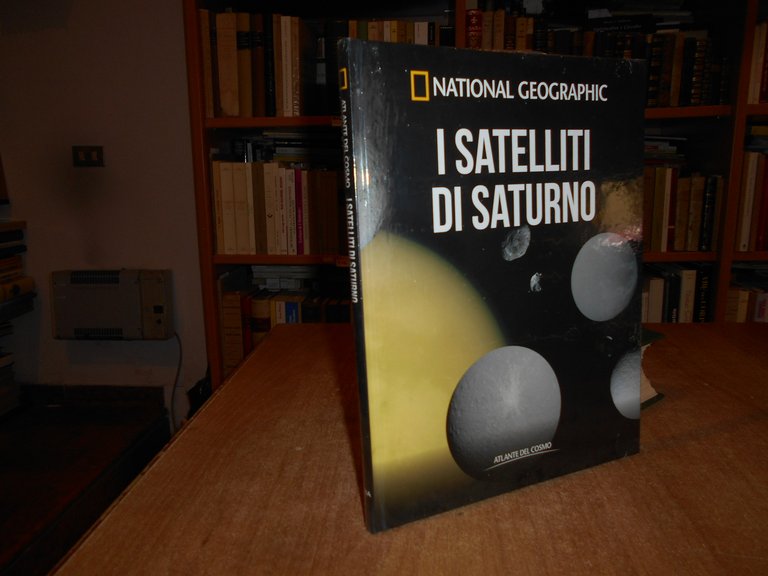 NATIONAL GEOGRAPHIC
I SATELLITI
DI SATURNO
ATLANTE DEL COSMO
ATLANTE DEL COSMO I SATELLITI DI SATURNO